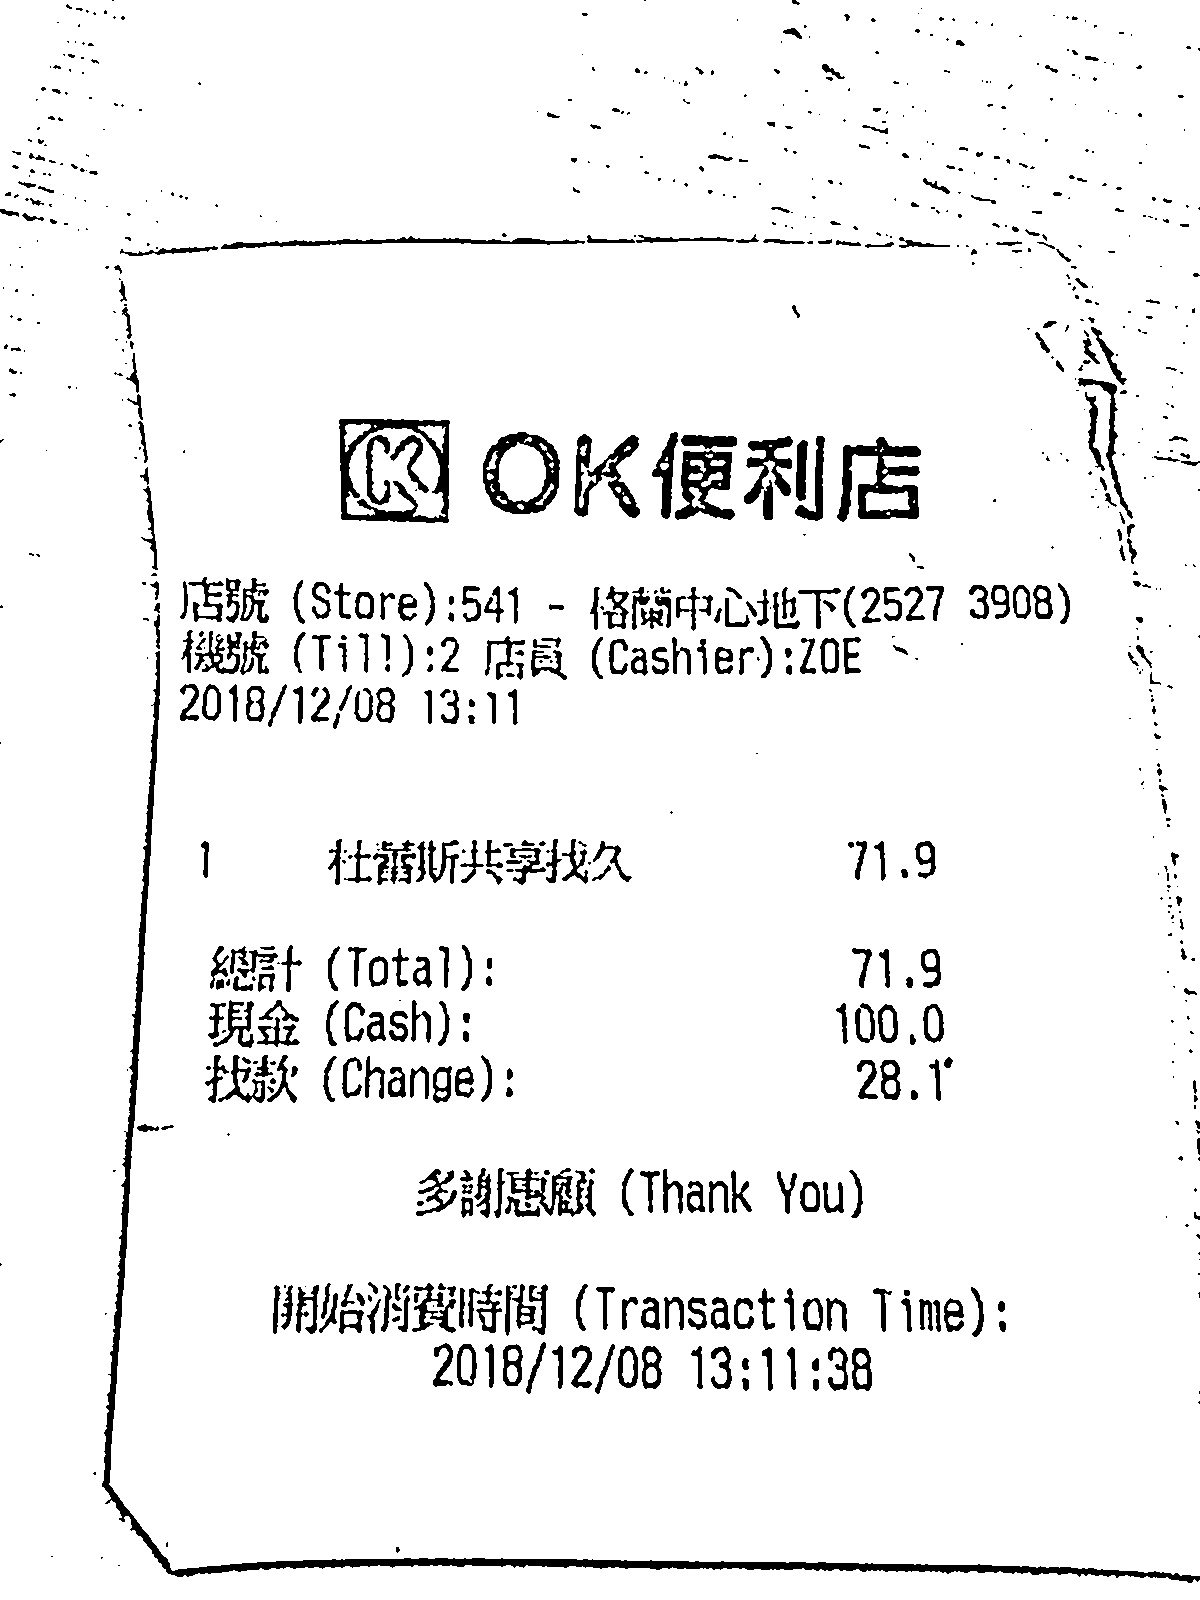 OK便利店
店號 (Store):541 - 格蘭中心地下(2527 3908)
機號 (Till):2 店員 (Cashier):ZOE
2018/12/08 13:11
1 杜蕾斯共享找久 71.9
總計 (Total): 71.9
現金 (Cash): 100.0
找款 (Change): 28.1
多謝惠顧 (Thank You)
開始消費時間 (Transaction Time):
2018/12/08 13:11:38